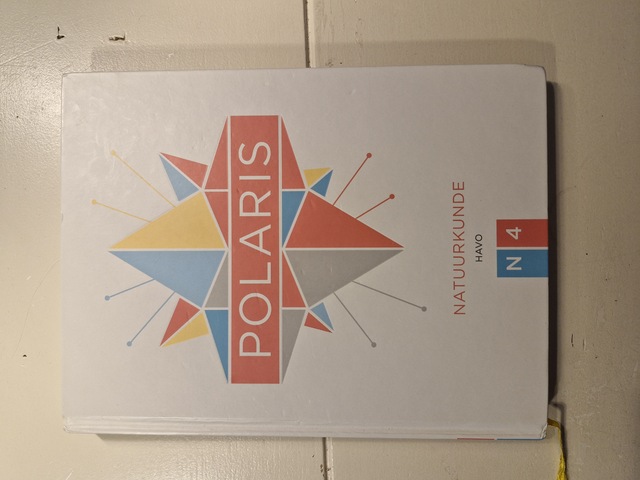 POLARIS
NATUURKUNDE
HAVO
N 4